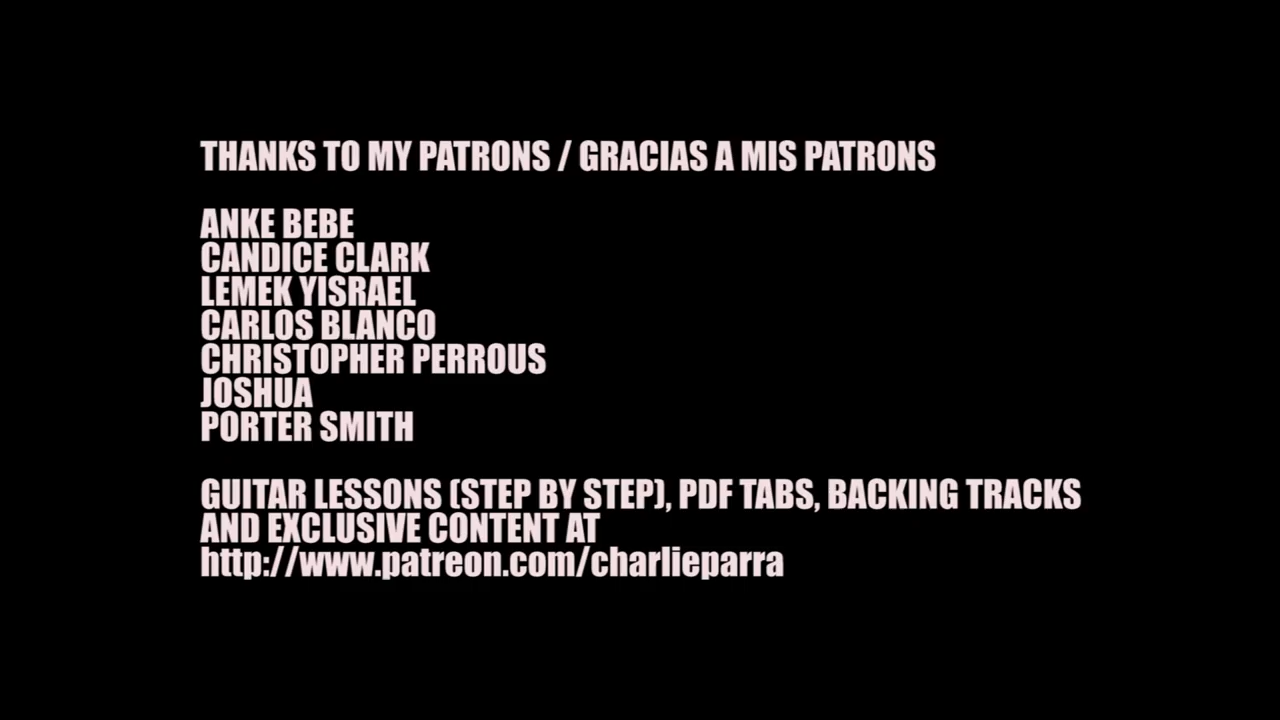 THANKS TO MY PATRONS / GRACIAS A MIS PATRONS
ANKE BEBE
CANDICE CLARK
LEMEK YISRAEL
CARLOS BLANCO
CHRISTOPHER PERROUS
JOSHUA
PORTER SMITH
GUITAR LESSONS (STEP BY STEP), PDF TABS, BACKING TRACKS
AND EXCLUSIVE CONTENT AT
http://www.patreon.com/charlieparra